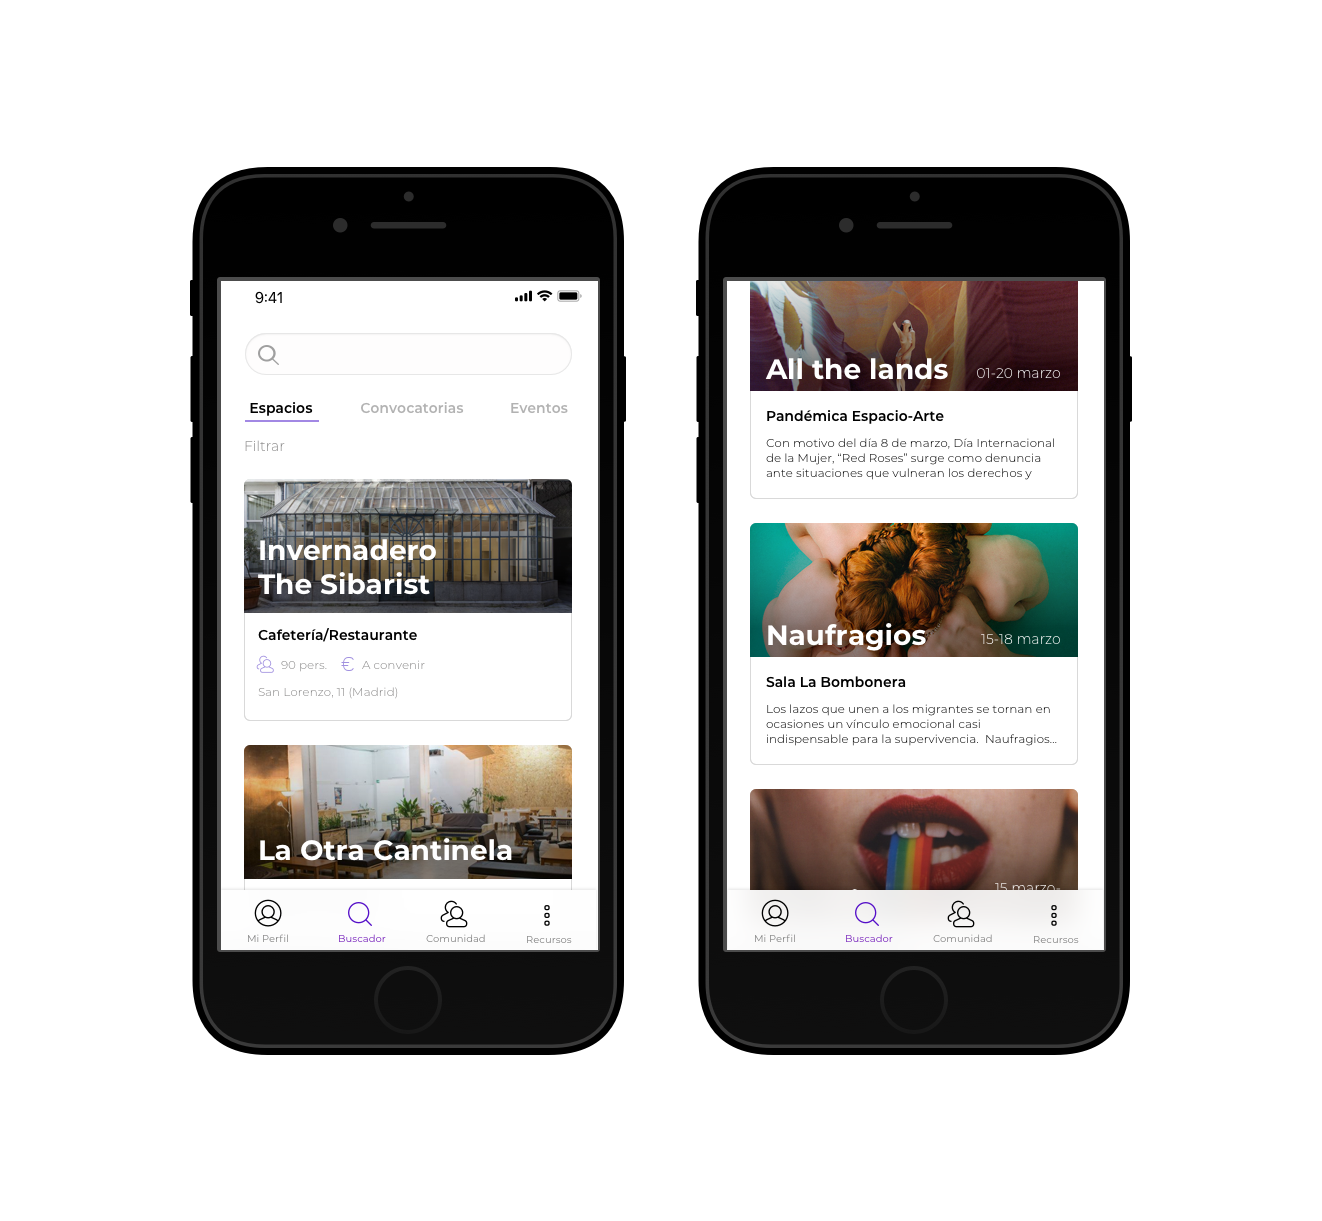 9:41
Espacios Convocatorias Eventos
Filtrar
Invernadero
The Sibarist
Cafetería/Restaurante
90 pers. € A convenir
San Lorenzo, 11 (Madrid)
La Otra Cantinela
Mi Perfil Buscador Comunidad Recursos
All the lands 01-20 marzo
Pandémica Espacio-Arte
Con motivo del día 8 de marzo, Día Internacional
de la Mujer, “Red Roses” surge como denuncia
ante situaciones que vulneran los derechos y
Naufragios 15-18 marzo
Sala La Bombonera
Los lazos que unen a los migrantes se tornan en
ocasiones un vínculo emocional casi
indispensable para la supervivencia. Naufragios...
15 marzo-
Mi Perfil Buscador Comunidad Recursos